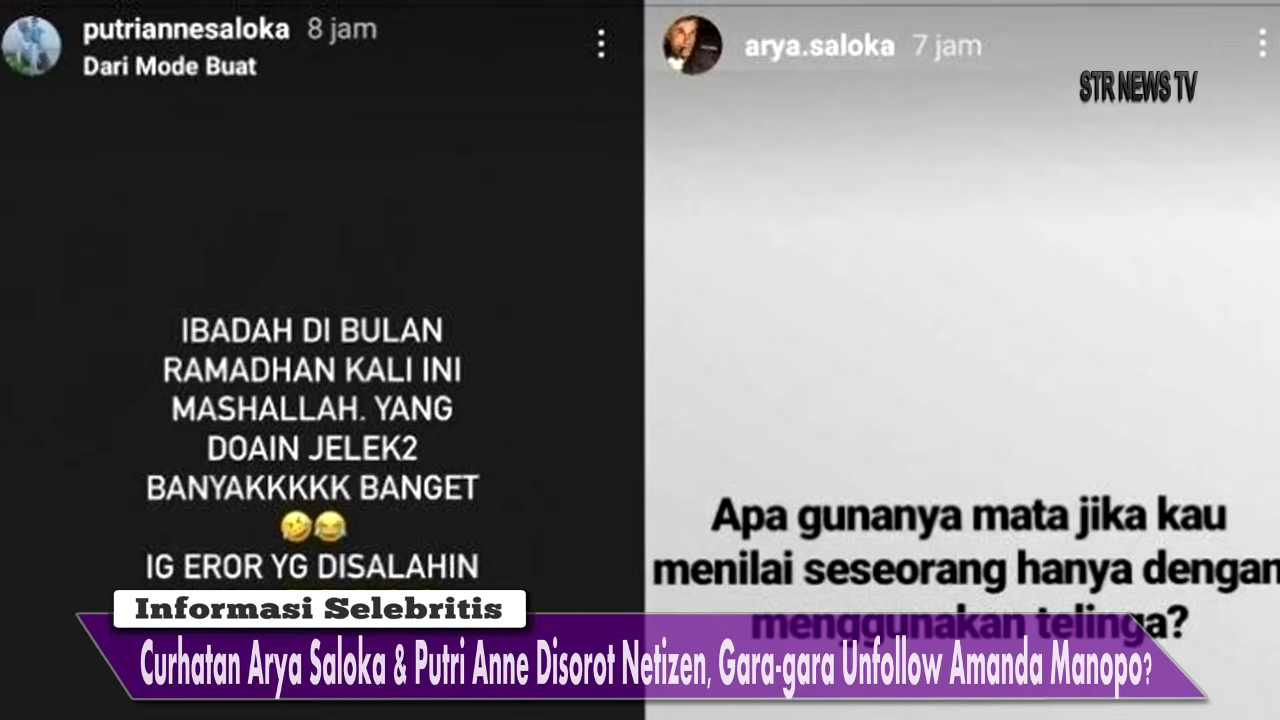 putriannesaloka 8 jam
Dari Mode Buat
arya.saloka 7 jam
STR NEWS TV
IBADAH DI BULAN
RAMADHAN KALI INI
MASHALLAH. YANG
DOAIN JELEK2
BANYAKKKKK BANGET
🤣😂
IG EROR YG DISALAHIN
Apa gunanya mata jika kau
menilai seseorang hanya dengan
menggunakan telinga?
Informasi Selebritis
Curhatan Arya Saloka & Putri Anne Disorot Netizen, Gara-gara Unfollow Amanda Manopo?